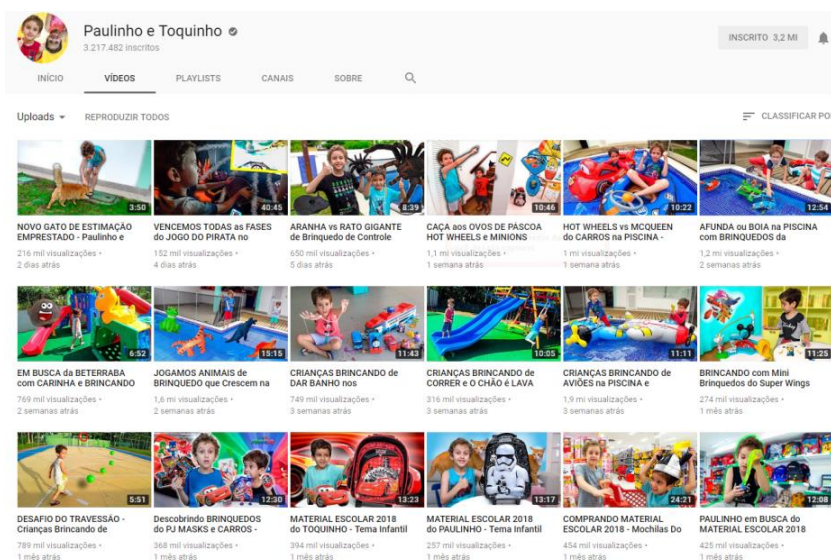 Paulinho e Toquinho
3.217.482 inscritos
INSCRITO 3,2 MI
INÍCIO VÍDEOS PLAYLISTS CANAIS SOBRE
Uploads REPRODUZIR TODOS CLASSIFICAR PO
3:50 40:45 8:39 10:46 10:22 12:54
NOVO GATO DE ESTIMAÇÃO VENCEMOS TODAS as FASES ARANHA vs RATO GIGANTE CAÇA aos OVOS DE PÁSCOA HOT WHEELS vs MCQUEEN AFUNDA ou BOIA na PISCINA
EMPRESTADO - Paulinho e do JOGO DO PIRATA no de Brinquedo de Controle HOT WHEELS e MINIONS do CARROS na PISCINA - com BRINQUEDOS da
216 mil visualizações • 152 mil visualizações • 650 mil visualizações • 1,1 mi visualizações • 1 mi visualizações • 1,2 mi visualizações •
2 dias atrás 4 dias atrás 5 dias atrás 1 semana atrás 1 semana atrás 2 semanas atrás
6:52 15:15 11:43 10:05 11:11 11:25
EM BUSCA da BETERRABA JOGAMOS ANIMAIS de CRIANÇAS BRINCANDO de CRIANÇAS BRINCANDO de CRIANÇAS BRINCANDO de BRINCANDO com Mini
com CARINHA e BRINCANDO BRINQUEDO que Crescem na DAR BANHO nos CORRER e O CHÃO é LAVA AVIÕES na PISCINA e Brinquedos do Super Wings
769 mil visualizações • 1,6 mi visualizações • 749 mil visualizações • 316 mil visualizações • 1,9 mi visualizações • 274 mil visualizações •
2 semanas atrás 2 semanas atrás 3 semanas atrás 3 semanas atrás 3 semanas atrás 1 mês atrás
5:51 12:30 13:23 13:17 24:21 12:08
DESAFIO DO TRAVESSÃO - Descobrindo BRINQUEDOS MATERIAL ESCOLAR 2018 MATERIAL ESCOLAR 2018 COMPRANDO MATERIAL PAULINHO em BUSCA do
Crianças Brincando de do PJ MASKS e CARROS - do TOQUINHO - Tema Infantil do PAULINHO - Tema Infantil ESCOLAR 2018 - Mochilas Do MATERIAL ESCOLAR 2018
789 mil visualizações • 368 mil visualizações • 394 mil visualizações • 257 mil visualizações • 454 mil visualizações • 425 mil visualizações •
1 mês atrás 1 mês atrás 1 mês atrás 1 mês atrás 1 mês atrás 1 mês atrás